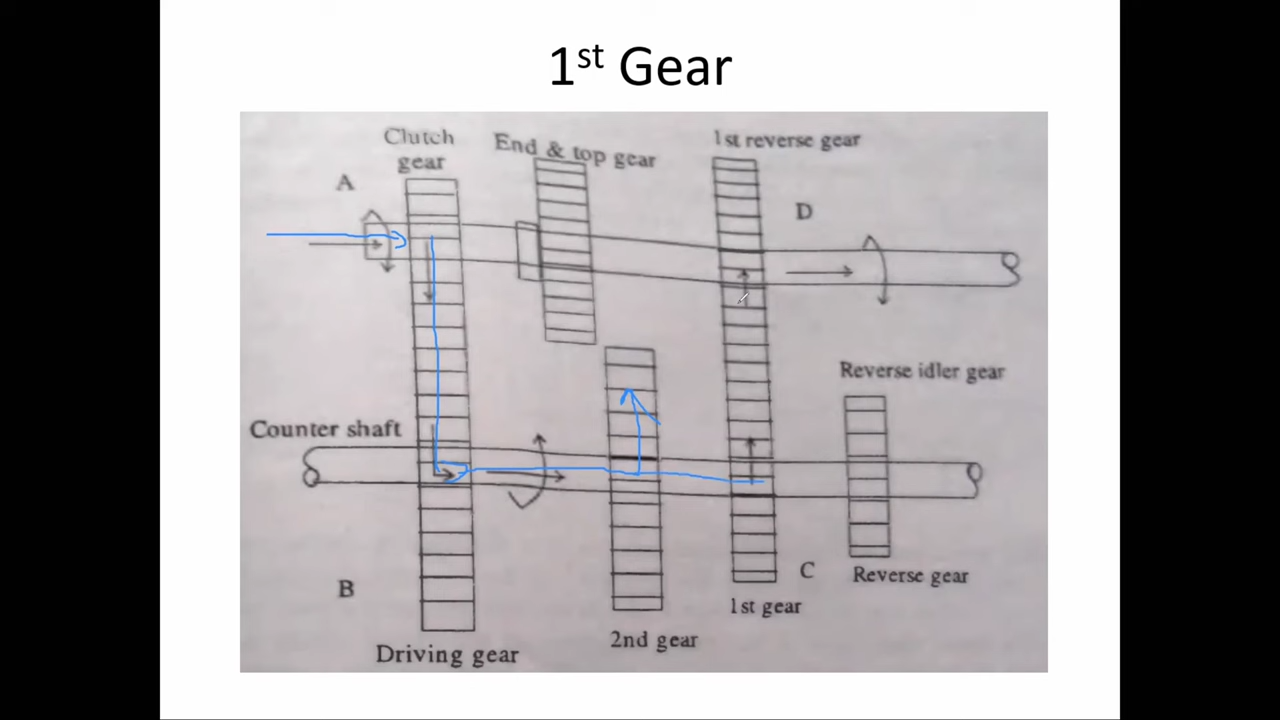 1st Gear
Clutch
gear
End & top gear
1st reverse gear
A
D
Reverse idler gear
Counter shaft
B
C
Reverse gear
1st gear
2nd gear
Driving gear